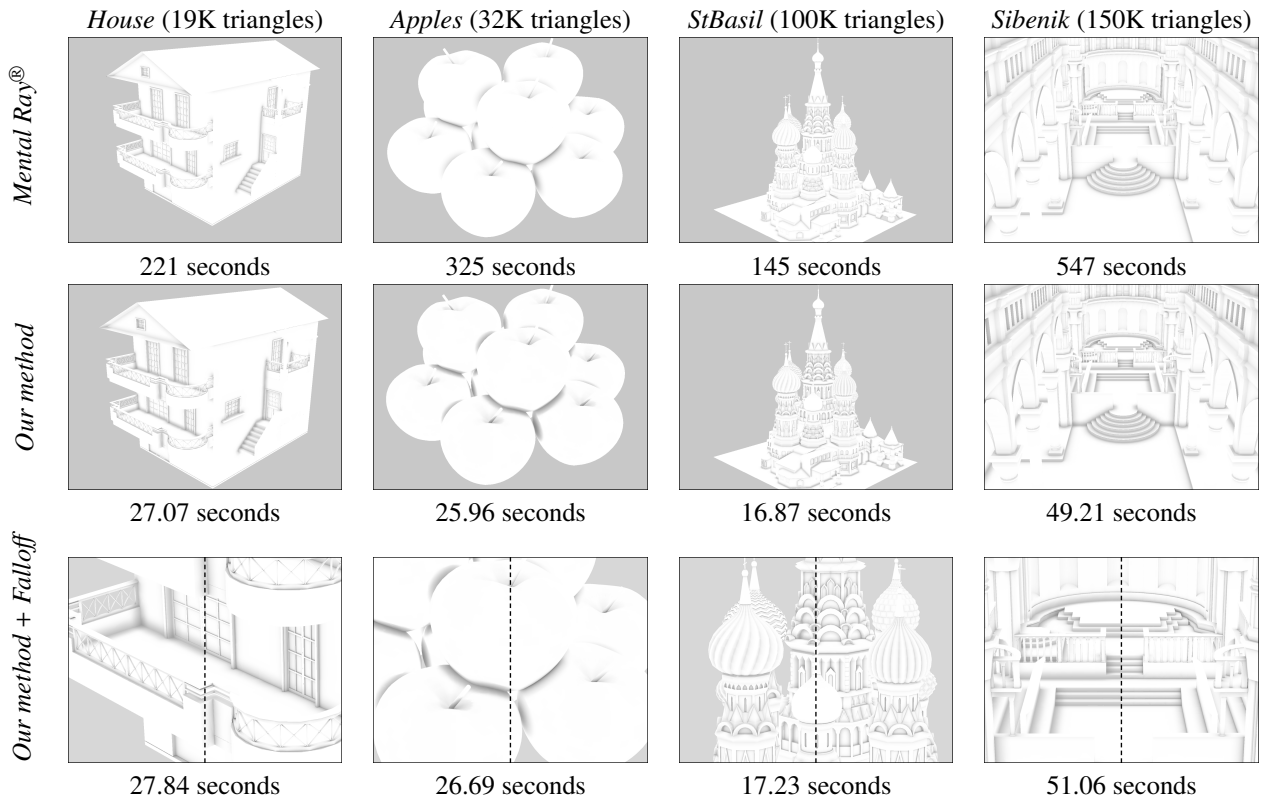 House (19K triangles) Apples (32K triangles) StBasil (100K triangles) Sibenik (150K triangles)
Mental Ray®
221 seconds 325 seconds 145 seconds 547 seconds
Our method
27.07 seconds 25.96 seconds 16.87 seconds 49.21 seconds
Our method + Falloff
27.84 seconds 26.69 seconds 17.23 seconds 51.06 seconds